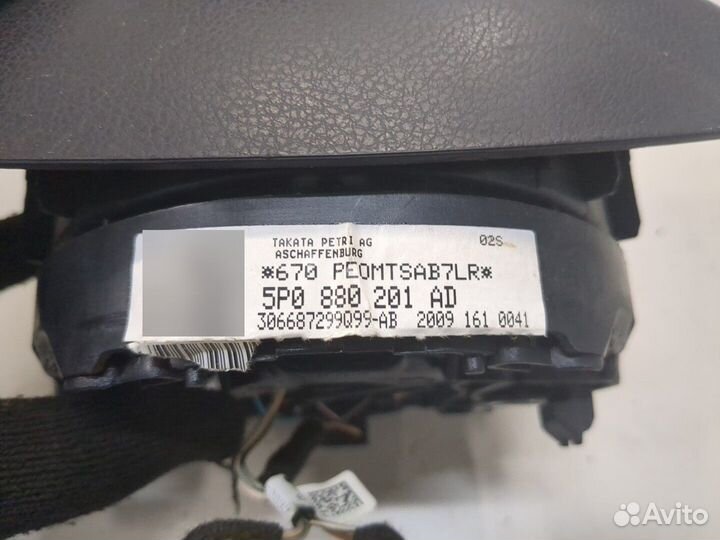 TAKATA PETRI AG 02S
ASCHAFFENBURG
*670 PEOMTSAB7LR*
5P0 880 201 AD
306687299Q99-AB 2009 161 0041
Avito